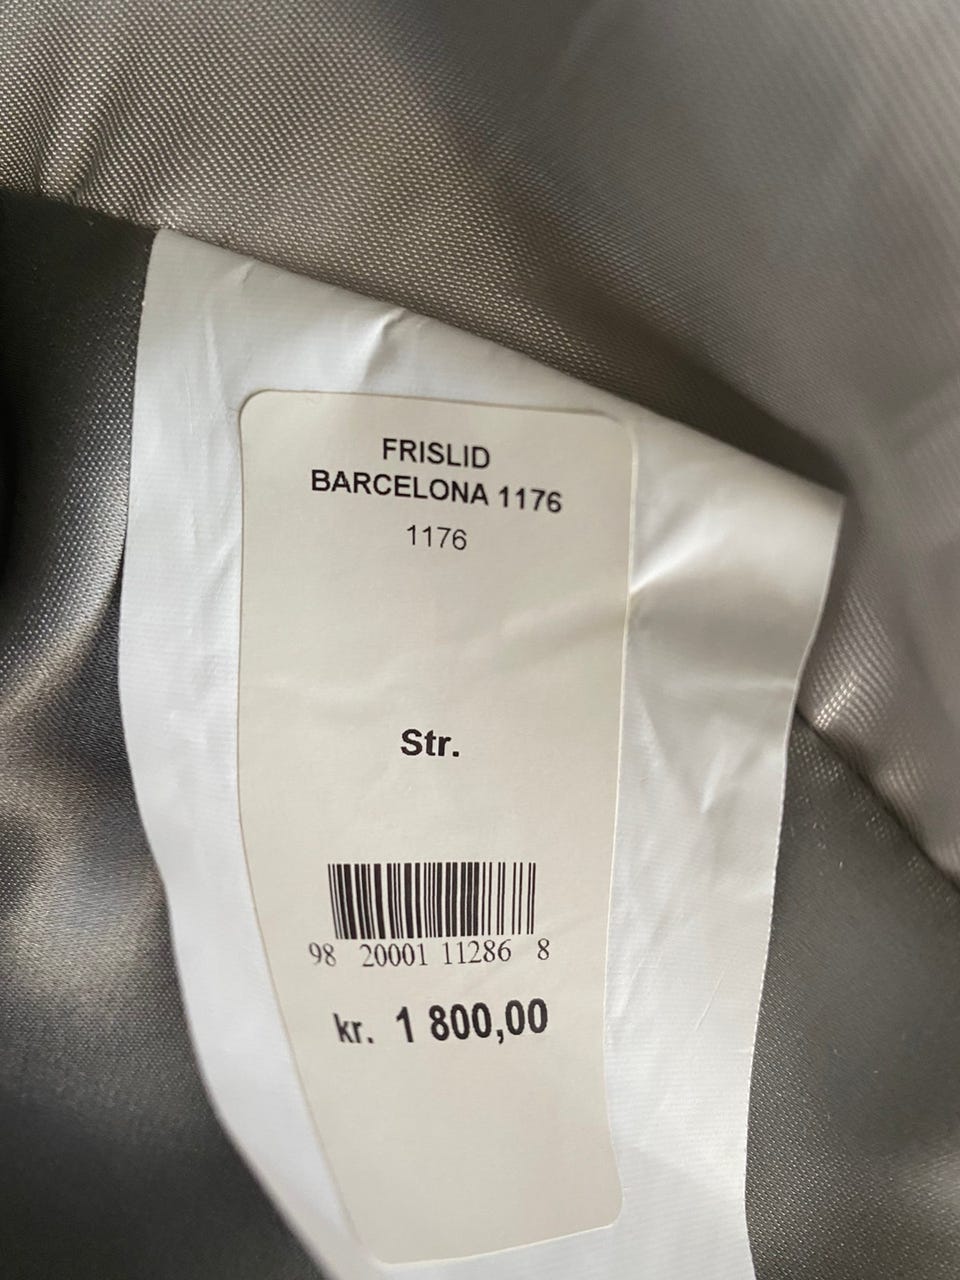 FRISLID
BARCELONA 1176
1176
Str.
98 20001 11286 8
kr. 1 800,00